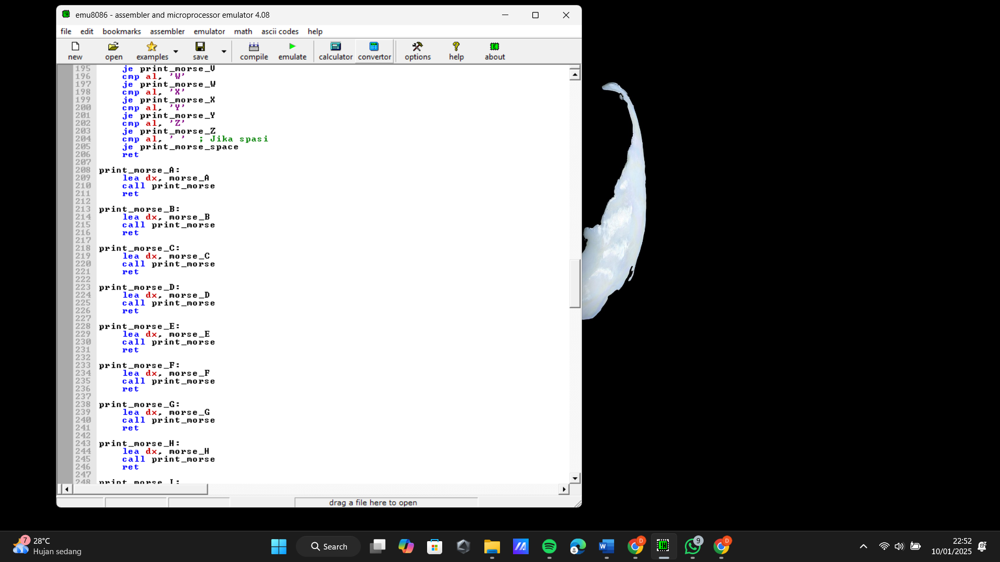 emu8086 - assembler and microprocessor emulator 4.08
file edit bookmarks assembler emulator math ascii codes help
new open examples save compile emulate calculator convertor options help about
195 je print_morse_V
196 cmp al, 'W'
197 je print_morse_W
198 cmp al, 'X'
199 je print_morse_X
200 cmp al, 'Y'
201 je print_morse_Y
202 cmp al, 'Z'
203 je print_morse_Z
204 cmp al, ' ' ; Jika spasi
205 je print_morse_space
206 ret
207
208 print_morse_A:
209 lea dx, morse_A
210 call print_morse
211 ret
212
213 print_morse_B:
214 lea dx, morse_B
215 call print_morse
216 ret
217
218 print_morse_C:
219 lea dx, morse_C
220 call print_morse
221 ret
222
223 print_morse_D:
224 lea dx, morse_D
225 call print_morse
226 ret
227
228 print_morse_E:
229 lea dx, morse_E
230 call print_morse
231 ret
232
233 print_morse_F:
234 lea dx, morse_F
235 call print_morse
236 ret
237
238 print_morse_G:
239 lea dx, morse_G
240 call print_morse
241 ret
242
243 print_morse_H:
244 lea dx, morse_H
245 call print_morse
246 ret
247
248 print_morse_I:
drag a file here to open
7 28°C
Hujan sedang
Search
D
9
D
22:52
10/01/2025